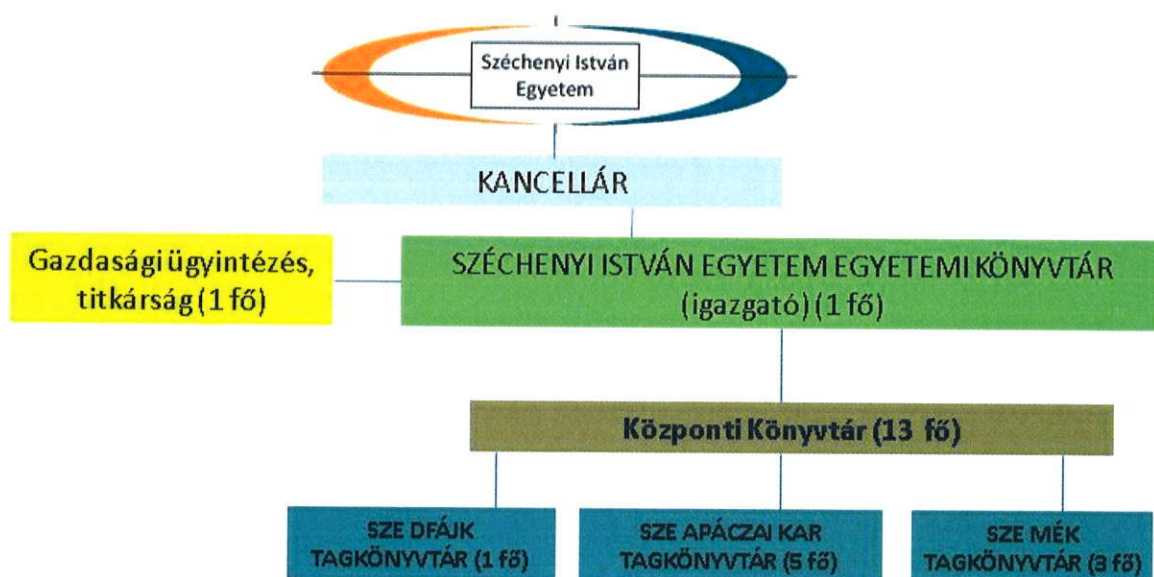 Széchenyi István
Egyetem
KANCELLÁR
Gazdasági ügyintézés,
titkárság (1 fő)
SZÉCHENYI ISTVÁN EGYETEM EGYETEMI KÖNYVTÁR
(igazgató) (1 fő)
Központi Könyvtár (13 fő)
SZE DFÁJK
TAGKÖNYVTÁR (1 fő)
SZE APÁCZAI KAR
TAGKÖNYVTÁR (5 fő)
SZE MÉK
TAGKÖNYVTÁR (3 fő)